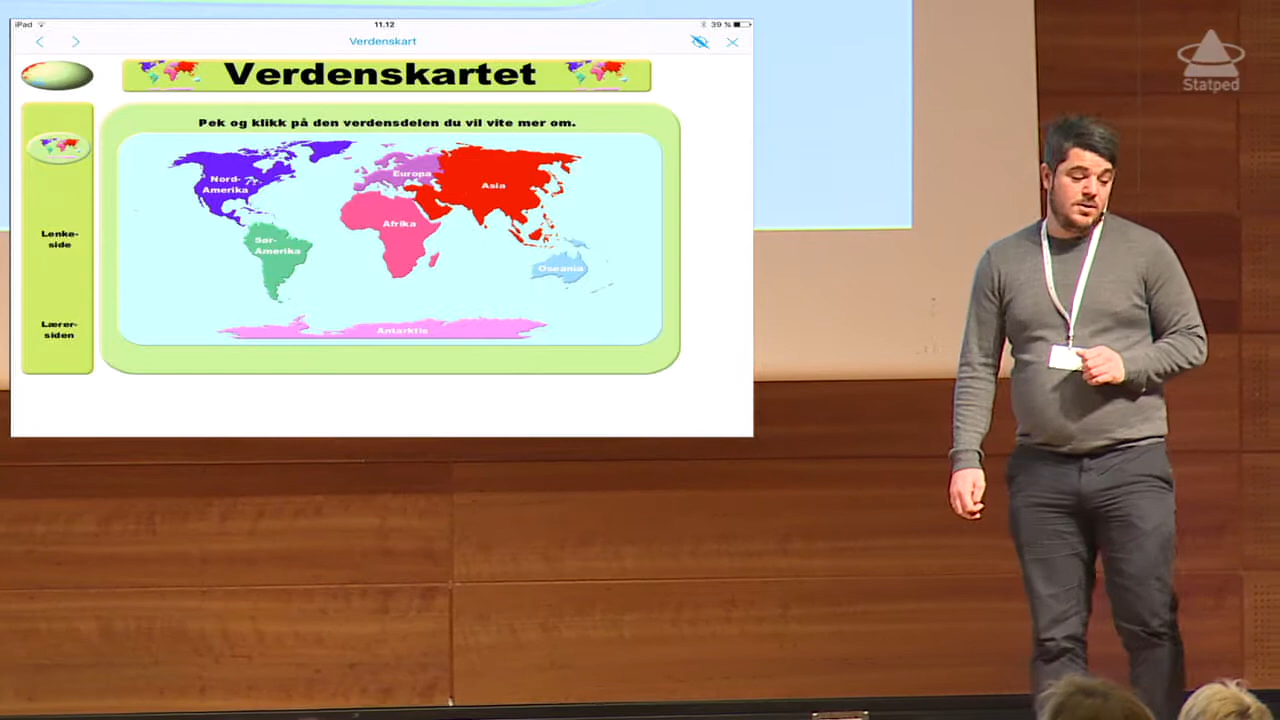 iPad
11.12
39 %
Verdenskart
Verdenskartet
Statped
Pek og klikk på den verdensdelen du vil vite mer om.
Nord-
Amerika
Europa
Asia
Afrika
Sør-
Amerika
Oseania
Antarktis
Lenke-
side
Lærer-
siden